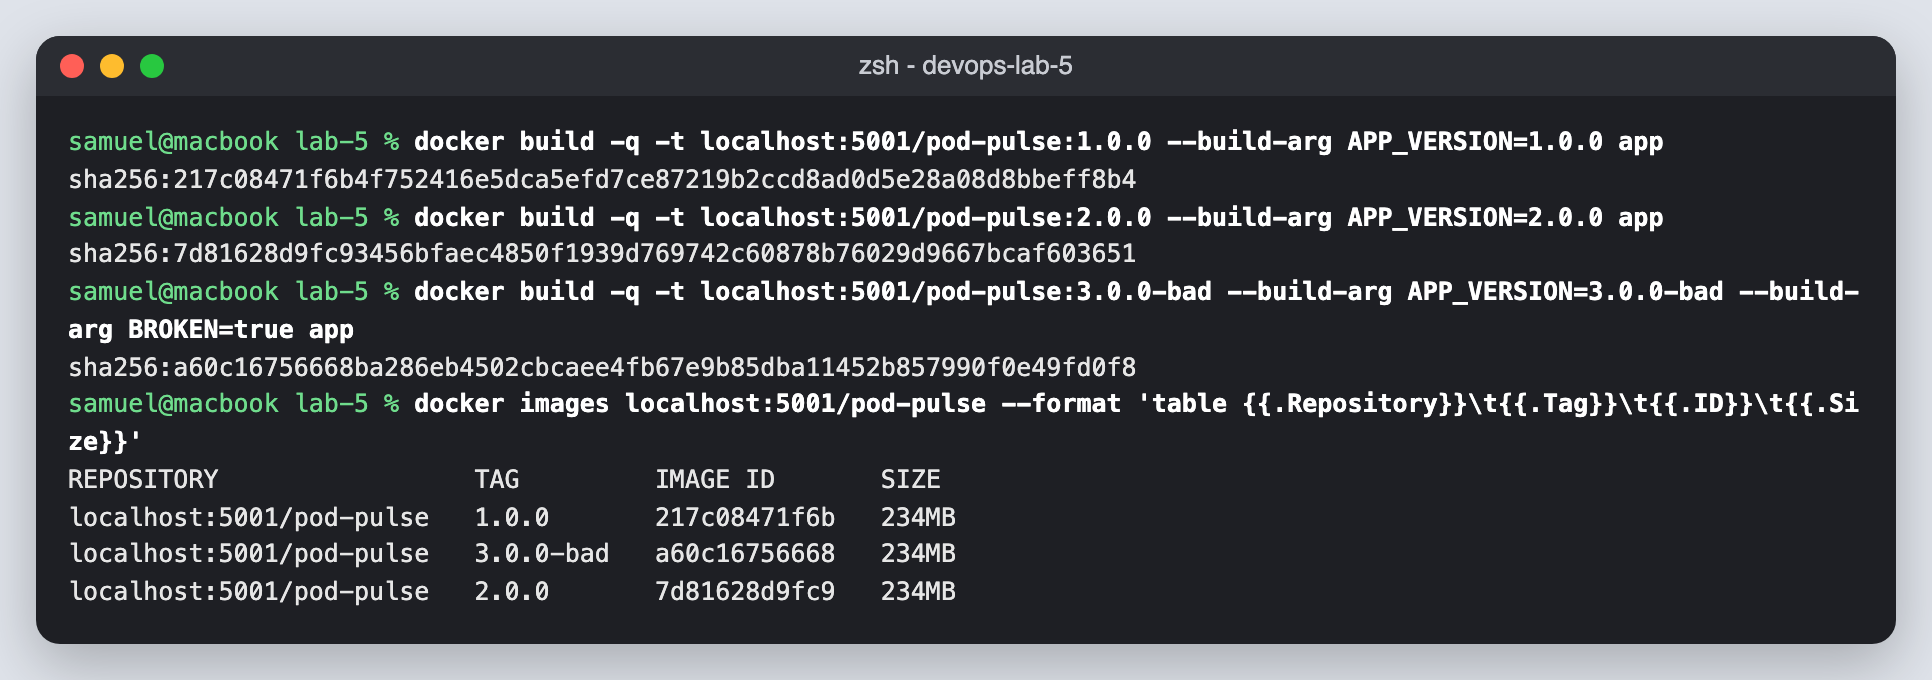 zsh - devops-lab-5
samuel@macbook lab-5 % docker build -q -t localhost:5001/pod-pulse:1.0.0 --build-arg APP_VERSION=1.0.0 app
sha256:217c08471f6b4f752416e5dca5efd7ce87219b2ccd8ad0d5e28a08d8bbeff8b4
samuel@macbook lab-5 % docker build -q -t localhost:5001/pod-pulse:2.0.0 --build-arg APP_VERSION=2.0.0 app
sha256:7d81628d9fc93456bfaec4850f1939d769742c60878b76029d9667bcaf603651
samuel@macbook lab-5 % docker build -q -t localhost:5001/pod-pulse:3.0.0-bad --build-arg APP_VERSION=3.0.0-bad --build-
arg BROKEN=true app
sha256:a60c16756668ba286eb4502cbcaee4fb67e9b85dba11452b857990f0e49fd0f8
samuel@macbook lab-5 % docker images localhost:5001/pod-pulse --format 'table {{.Repository}}\t{{.Tag}}\t{{.ID}}\t{{.Si
ze}}'
REPOSITORY                 TAG         IMAGE ID       SIZE
localhost:5001/pod-pulse   1.0.0       217c08471f6b   234MB
localhost:5001/pod-pulse   3.0.0-bad   a60c16756668   234MB
localhost:5001/pod-pulse   2.0.0       7d81628d9fc9   234MB